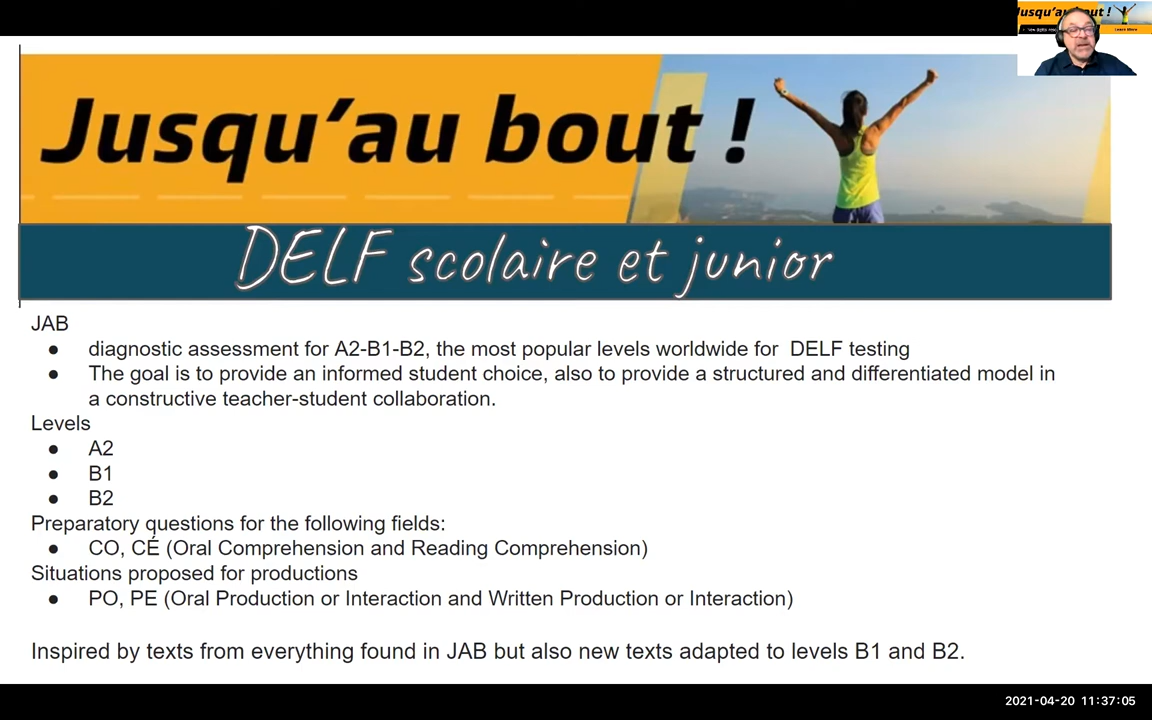 Jusqu'au bout !
Jusqu'au bout !
DELF scolaire et junior
JAB
● diagnostic assessment for A2-B1-B2, the most popular levels worldwide for DELF testing
● The goal is to provide an informed student choice, also to provide a structured and differentiated model in
a constructive teacher-student collaboration.
Levels
● A2
● B1
● B2
Preparatory questions for the following fields:
● CO, CÉ (Oral Comprehension and Reading Comprehension)
Situations proposed for productions
● PO, PE (Oral Production or Interaction and Written Production or Interaction)
Inspired by texts from everything found in JAB but also new texts adapted to levels B1 and B2.
2021-04-20 11:37:05